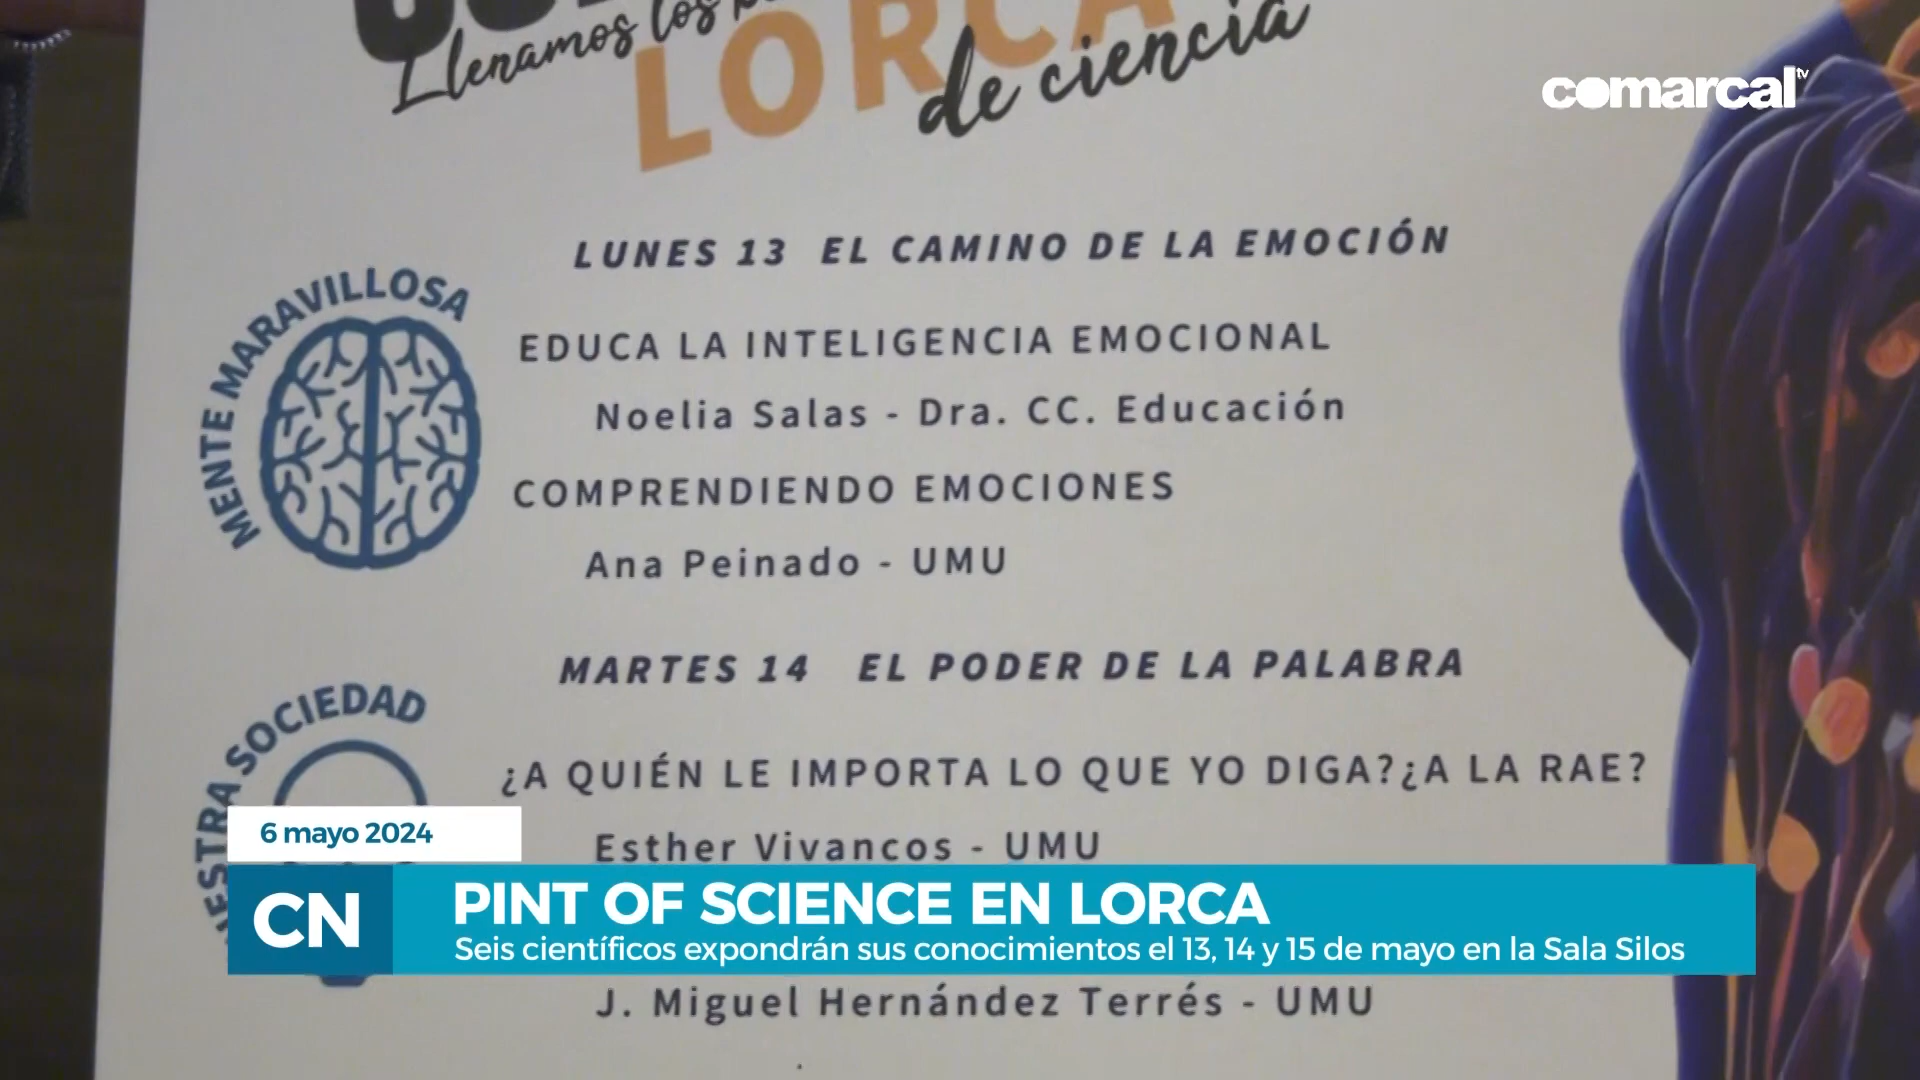 Llenamos los
LORCA
de ciencia
comarcal tv
LUNES 13 EL CAMINO DE LA EMOCIÓN
MENTE MARAVILLOSA
EDUCA LA INTELIGENCIA EMOCIONAL
Noelia Salas - Dra. CC. Educación
COMPRENDIENDO EMOCIONES
Ana Peinado - UMU
MARTES 14 EL PODER DE LA PALABRA
SOCIEDAD
¿A QUIÉN LE IMPORTA LO QUE YO DIGA?¿A LA RAE?
Esther Vivancos - UMU
6 mayo 2024
CN
PINT OF SCIENCE EN LORCA
Seis científicos expondrán sus conocimientos el 13, 14 y 15 de mayo en la Sala Silos
J. Miguel Hernández Terrés - UMU